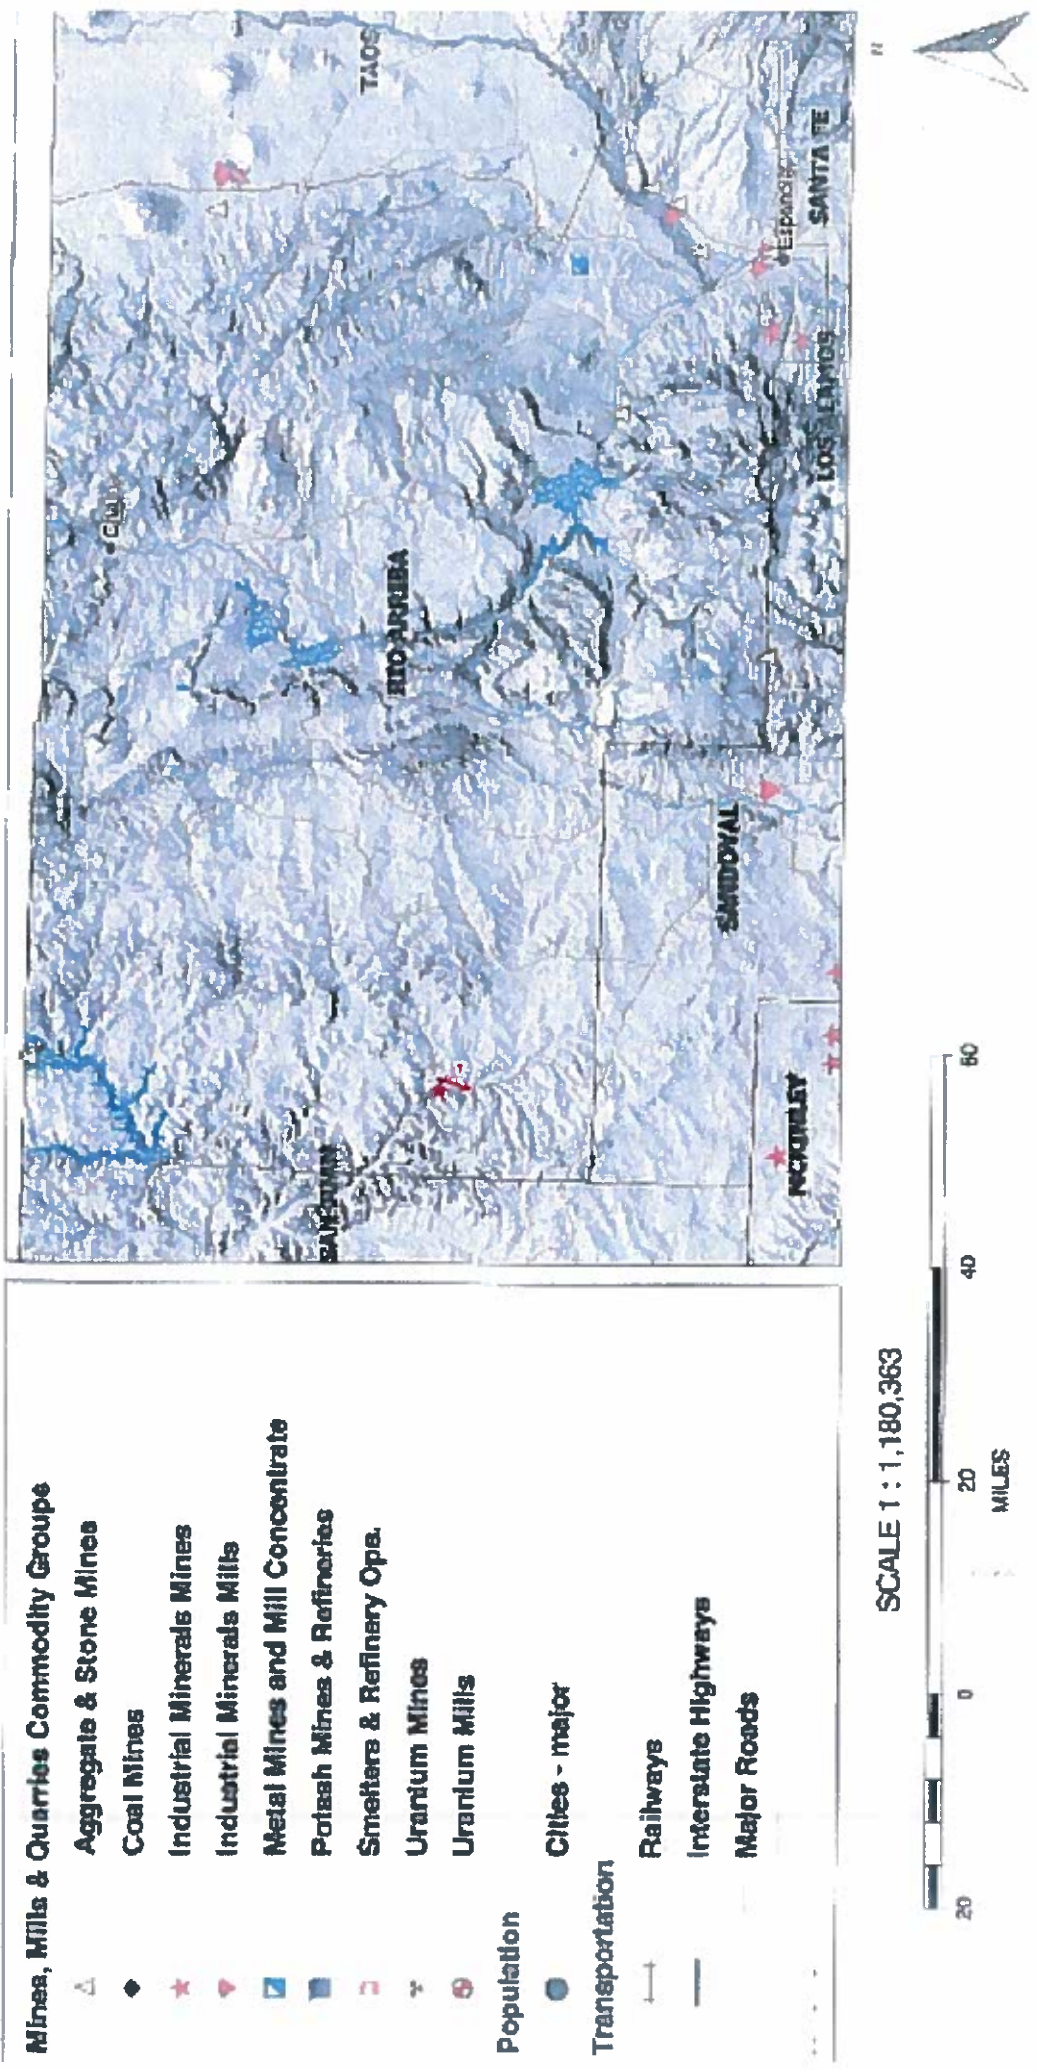 Mines, Mills & Quarries Commodity Groups
Aggregate & Stone Mines
Coal Mines
Industrial Minerals Mines
Industrial Minerals Mills
Metal Mines and Mill Concentrate
Potash Mines & Refineries
Smelters & Refinery Ops.
Uranium Mines
Uranium Mills
Population
Cities - major
Transportation
Railways
Interstate Highways
Major Roads
TAOS
RIO ARRIBA
SANDOVAL
MCKINLEY
SANTA FE
LOS ALAMOS
SCALE 1 : 1,180,363
20 0 20 40 60
MILES
N